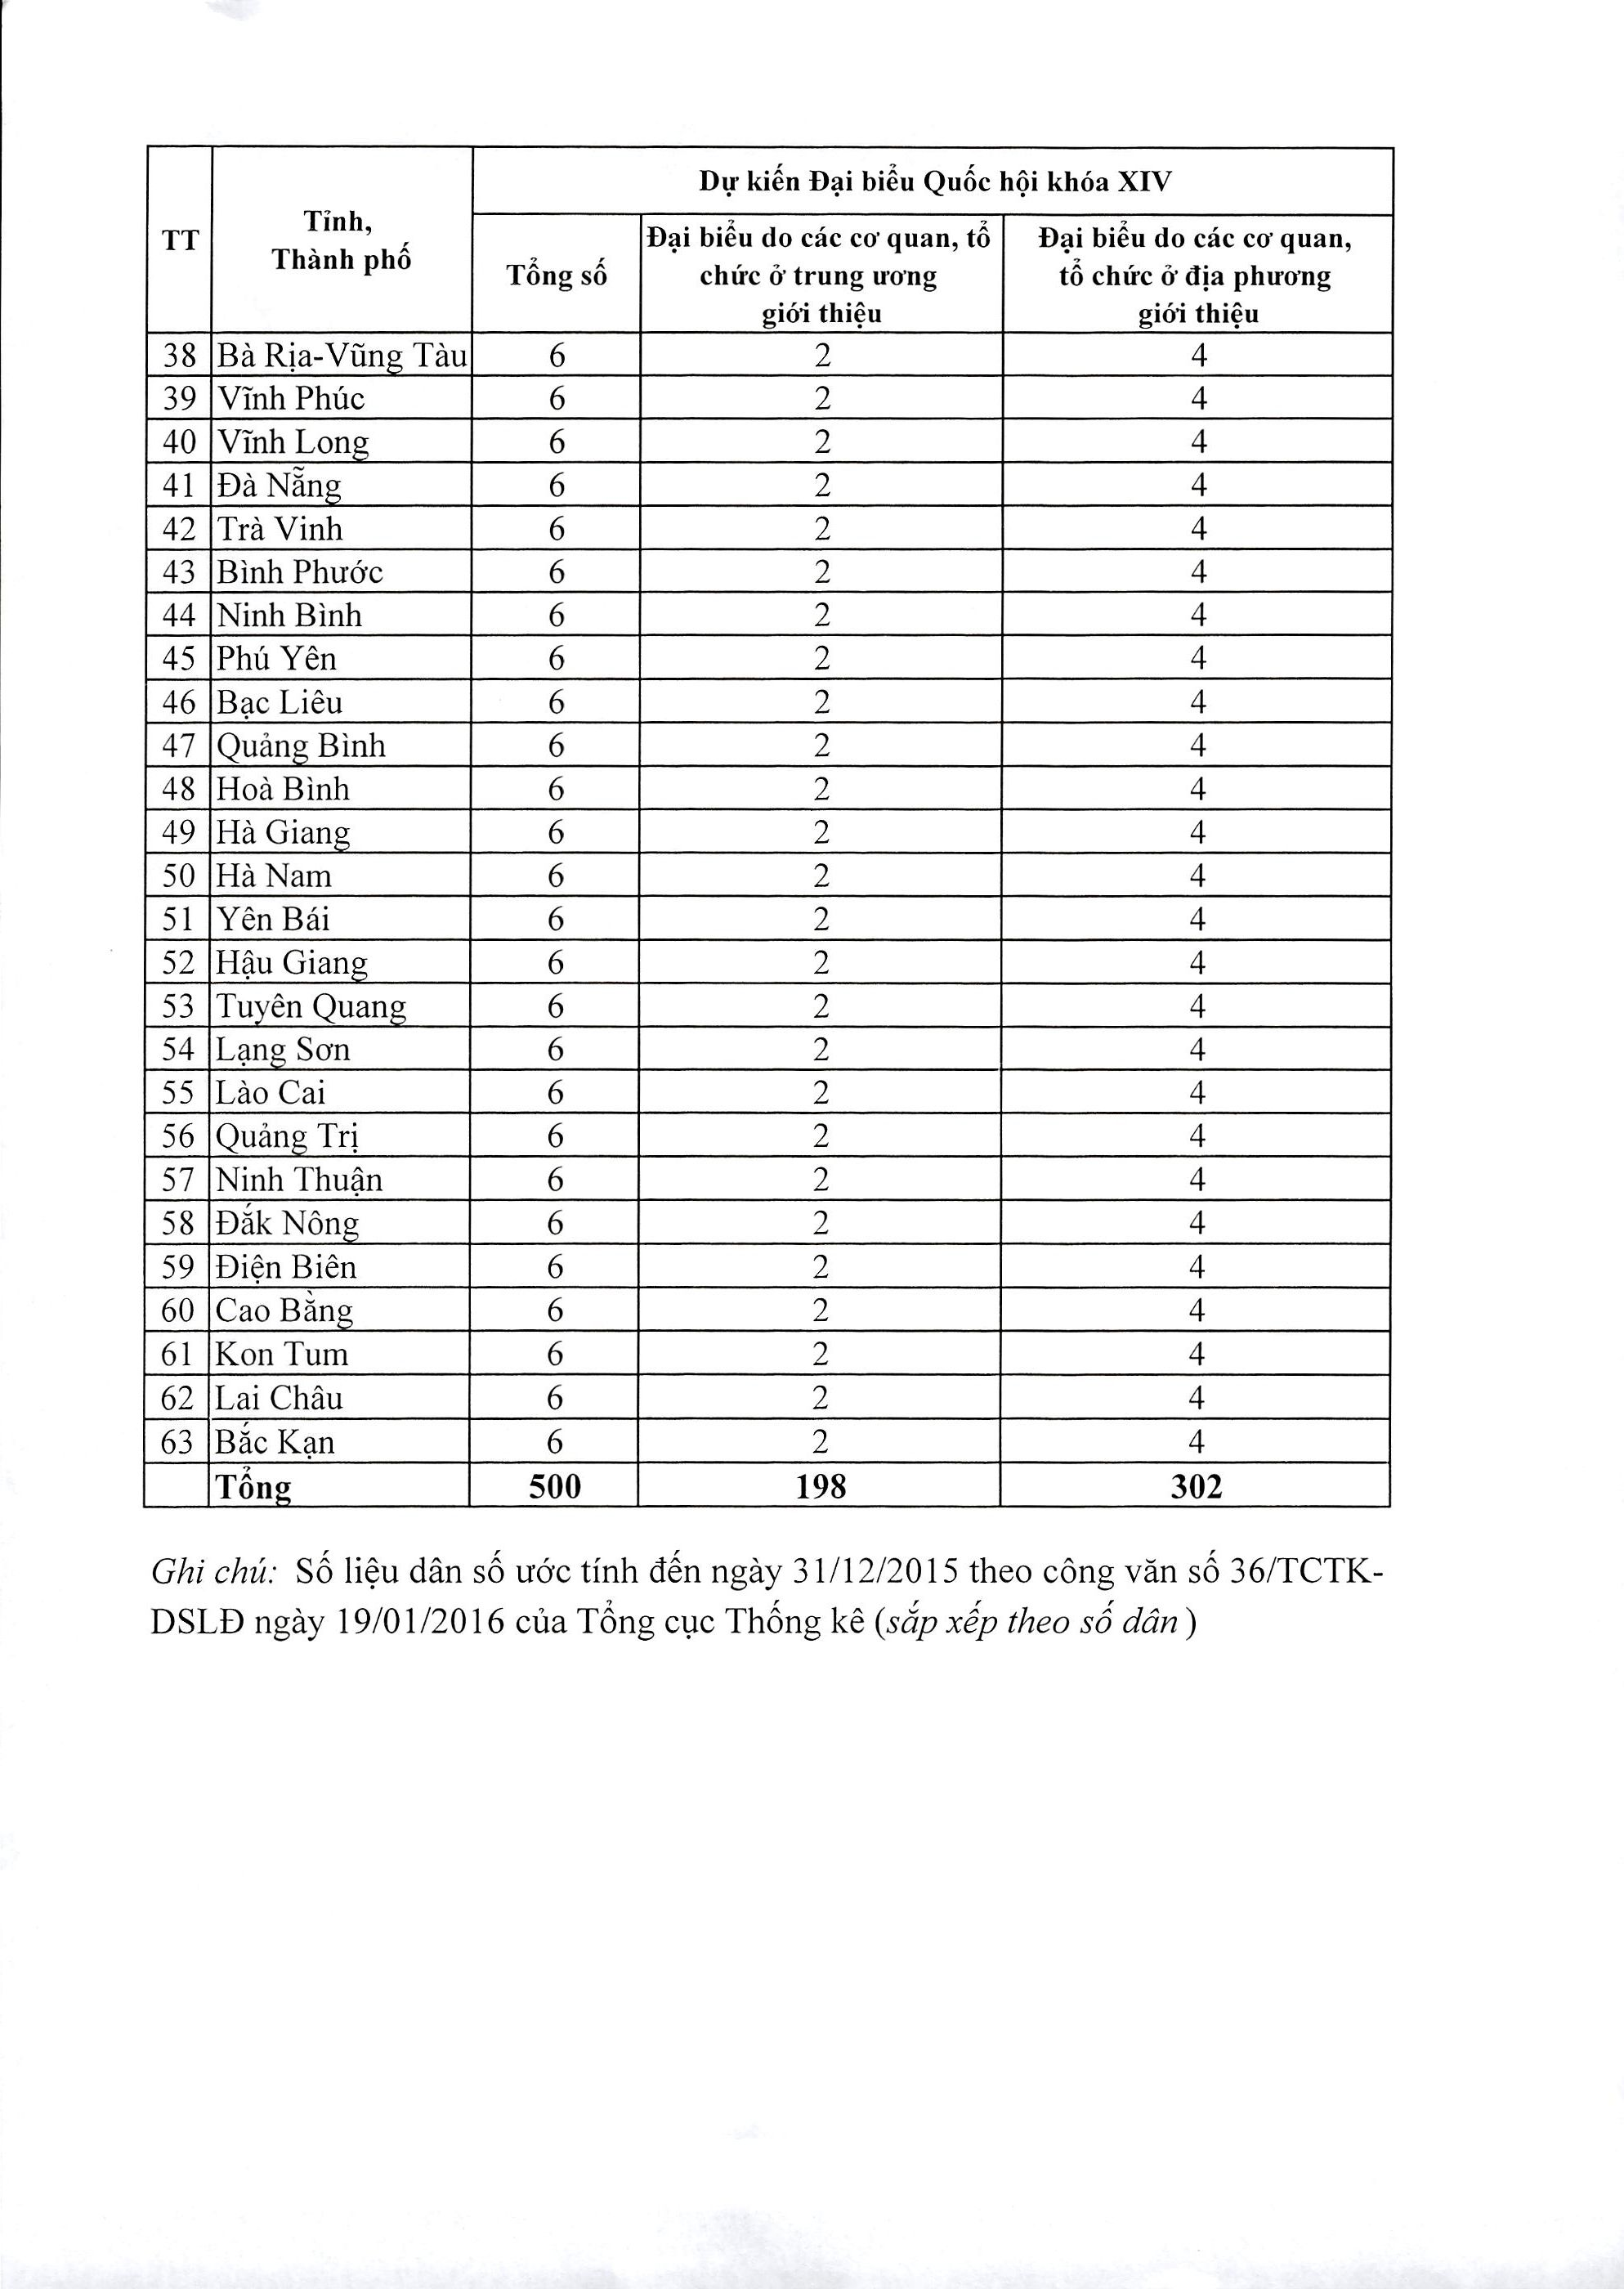 TT
Tỉnh,
Thành phố
Dự kiến Đại biểu Quốc hội khóa XIV
Tổng số
Đại biểu do các cơ quan, tổ
chức ở trung ương
giới thiệu
Đại biểu do các cơ quan,
tổ chức ở địa phương
giới thiệu
38 Bà Rịa-Vũng Tàu 6 2 4
39 Vĩnh Phúc 6 2 4
40 Vĩnh Long 6 2 4
41 Đà Nẵng 6 2 4
42 Trà Vinh 6 2 4
43 Bình Phước 6 2 4
44 Ninh Bình 6 2 4
45 Phú Yên 6 2 4
46 Bạc Liêu 6 2 4
47 Quảng Bình 6 2 4
48 Hoà Bình 6 2 4
49 Hà Giang 6 2 4
50 Hà Nam 6 2 4
51 Yên Bái 6 2 4
52 Hậu Giang 6 2 4
53 Tuyên Quang 6 2 4
54 Lạng Sơn 6 2 4
55 Lào Cai 6 2 4
56 Quảng Trị 6 2 4
57 Ninh Thuận 6 2 4
58 Đắk Nông 6 2 4
59 Điện Biên 6 2 4
60 Cao Bằng 6 2 4
61 Kon Tum 6 2 4
62 Lai Châu 6 2 4
63 Bắc Kạn 6 2 4
Tổng 500 198 302
Ghi chú: Số liệu dân số ước tính đến ngày 31/12/2015 theo công văn số 36/TCTK-
DSLĐ ngày 19/01/2016 của Tổng cục Thống kê (sắp xếp theo số dân )